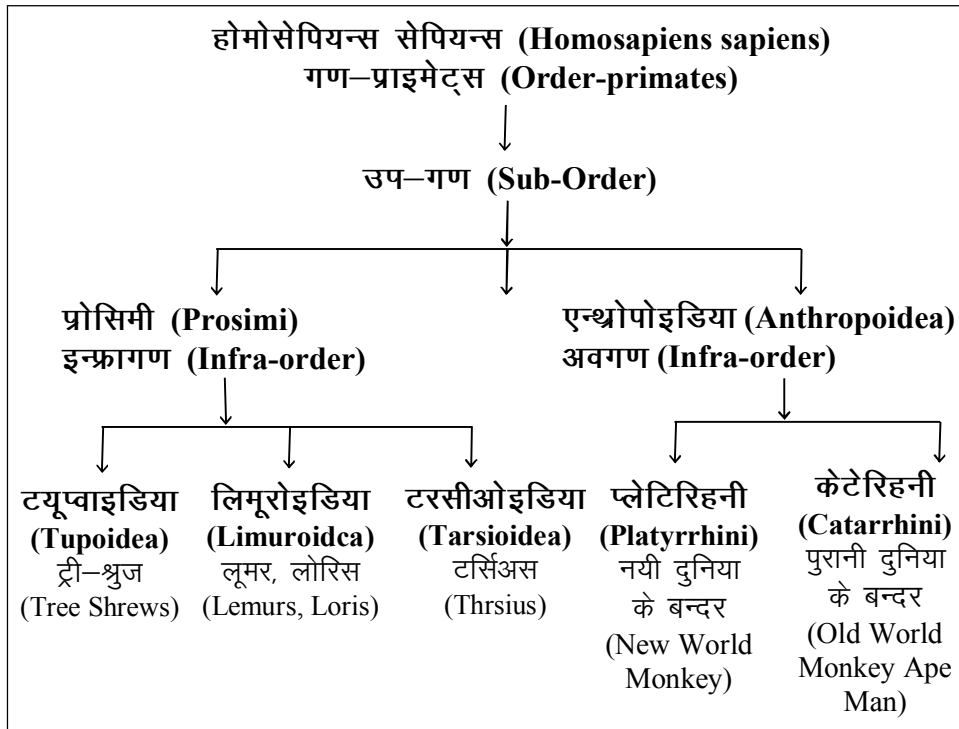 होमोसेपियन्स सेपियन्स (Homosapiens sapiens)
गण–प्राइमेट्स (Order-primates)
उप–गण (Sub-Order)
प्रोसिमी (Prosimi)
इन्फ्रागण (Infra-order)
एन्थ्रोपोइडिया (Anthropoidea)
अवगण (Infra-order)
टयूप्वाइडिया
(Tupoidea)
ट्री–श्रुज
(Tree Shrews)
लिमूरोइडिया
(Limuroidca)
लूमर, लोरिस
(Lemurs, Loris)
टरसीओइडिया
(Tarsioidea)
टर्सिअस
(Thrsius)
प्लेटिरिहनी
(Platyrrhini)
नयी दुनिया
के बन्दर
(New World
Monkey)
केटेरिहनी
(Catarrhini)
पुरानी दुनिया
के बन्दर
(Old World
Monkey Ape
Man)